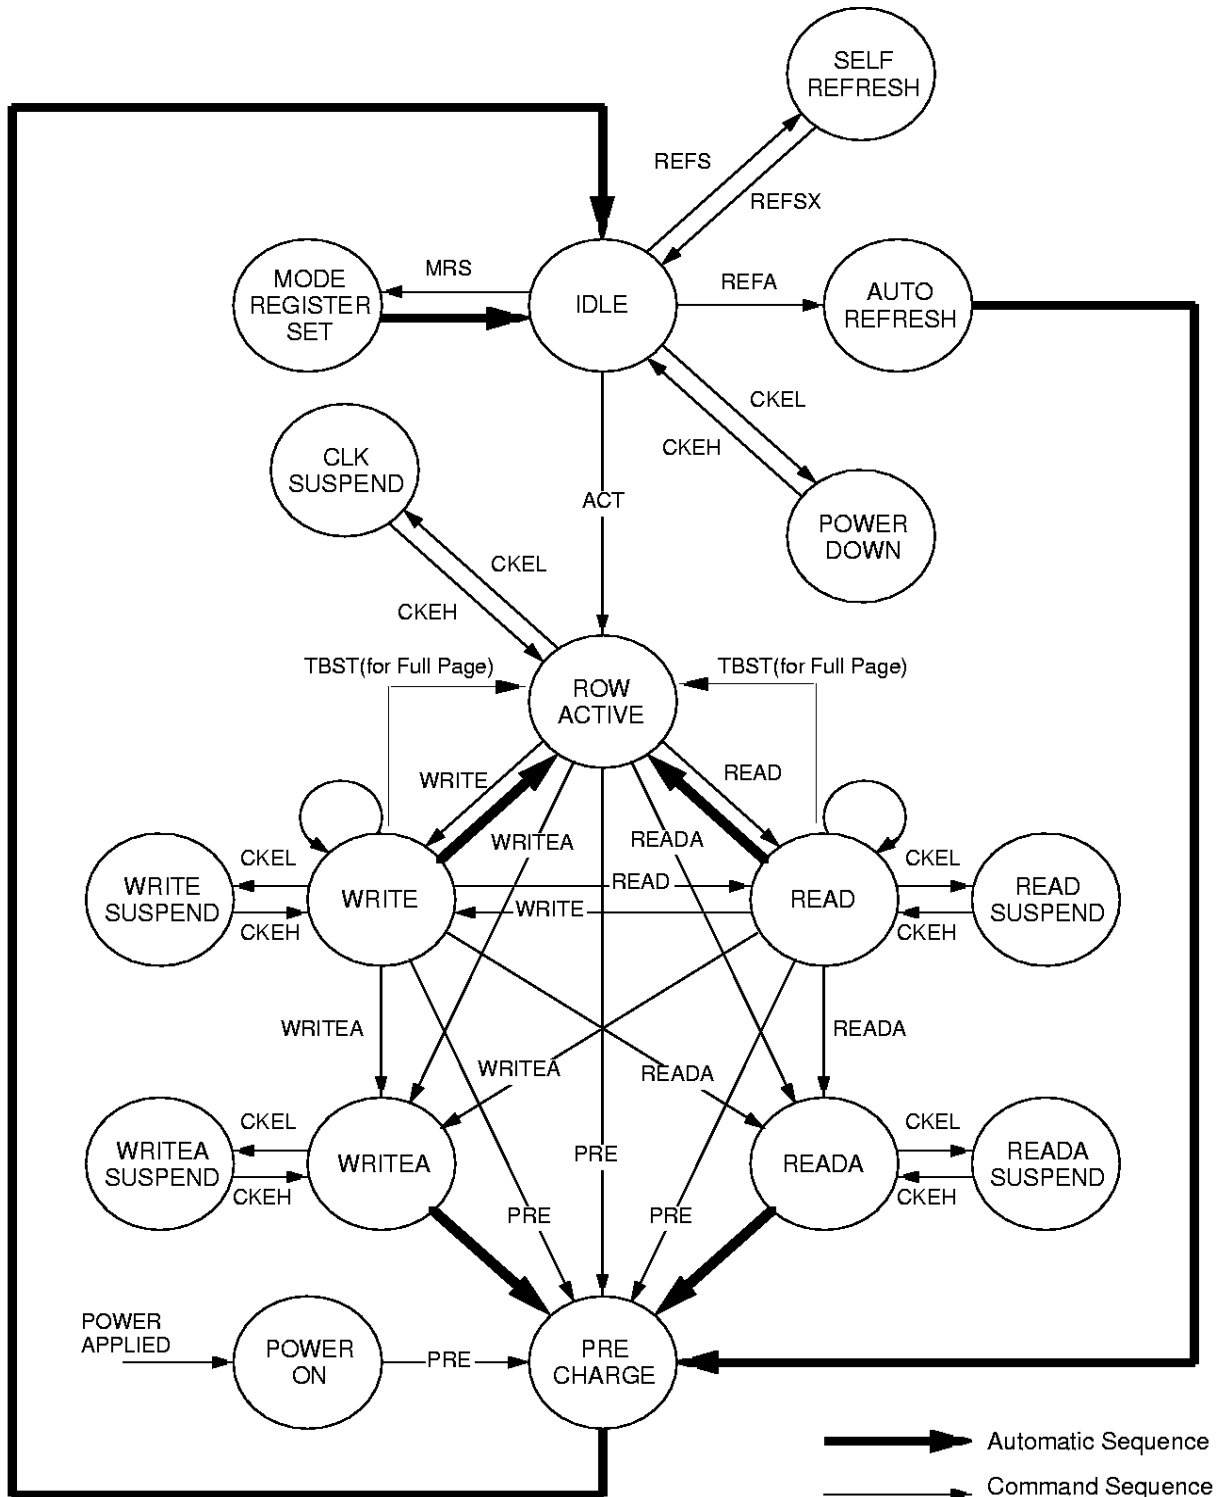 SELF
REFRESH
REFS
REFSX
MODE
REGISTER
SET
MRS
IDLE
REFA
AUTO
REFRESH
CKEL
CKEH
CLK
SUSPEND
ACT
POWER
DOWN
CKEL
CKEH
TBST(for Full Page)
TBST(for Full Page)
ROW
ACTIVE
WRITE
READ
WRITEA
READA
CKEL
CKEL
WRITE
SUSPEND
WRITE
READ
WRITE
READ
READ
SUSPEND
CKEH
CKEH
WRITEA
READA
WRITEA
READA
CKEL
CKEL
WRITEA
SUSPEND
WRITEA
PRE
READA
READA
SUSPEND
CKEH
CKEH
PRE
PRE
POWER
APPLIED
POWER
ON
PRE
PRE
CHARGE
Automatic Sequence
Command Sequence